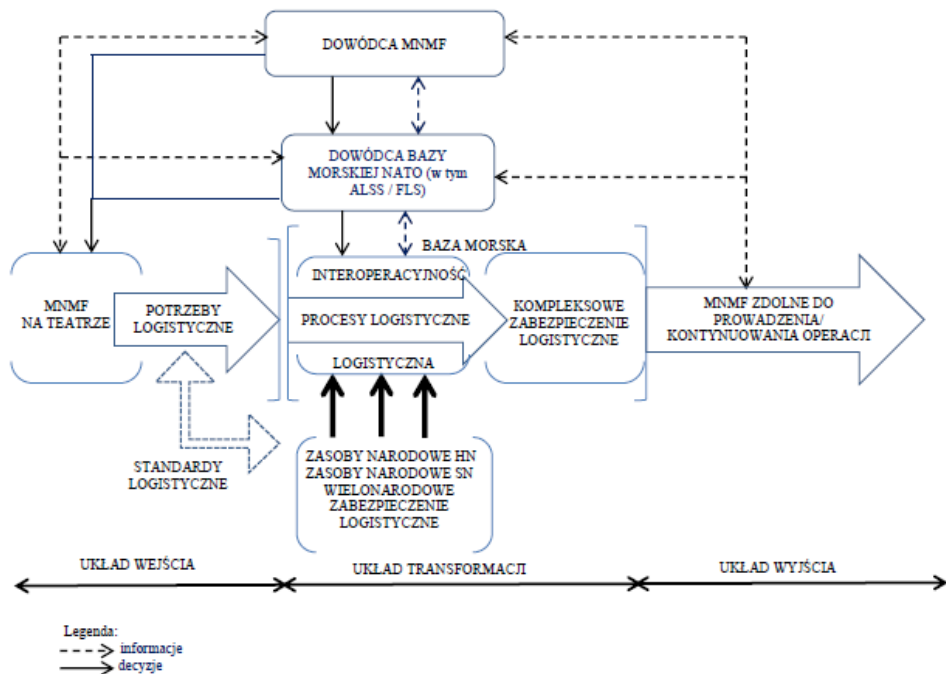 DOWÓDCA MNMF
DOWÓDCA BAZY
MORSKIEJ NATO (w tym
ALSS / FLS)
BAZA MORSKA
MNMF
NA TEATRZE
POTRZEBY
LOGISTYCZNE
INTEROPERACYJNOŚĆ
PROCESY LOGISTYCZNE
LOGISTYCZNA
KOMPLEKSOWE
ZABEZPIECZENIE
LOGISTYCZNE
MNMF ZDOLNE DO
PROWADZENIA/
KONTYNUOWANIA OPERACJI
STANDARDY
LOGISTYCZNE
ZASOBY NARODOWE HN
ZASOBY NARODOWE SN
WIELONARODOWE
ZABEZPIECZENIE
LOGISTYCZNE
UKŁAD WEJŚCIA
UKŁAD TRANSFORMACJI
UKŁAD WYJŚCIA
Legenda:
informacje
decyzje